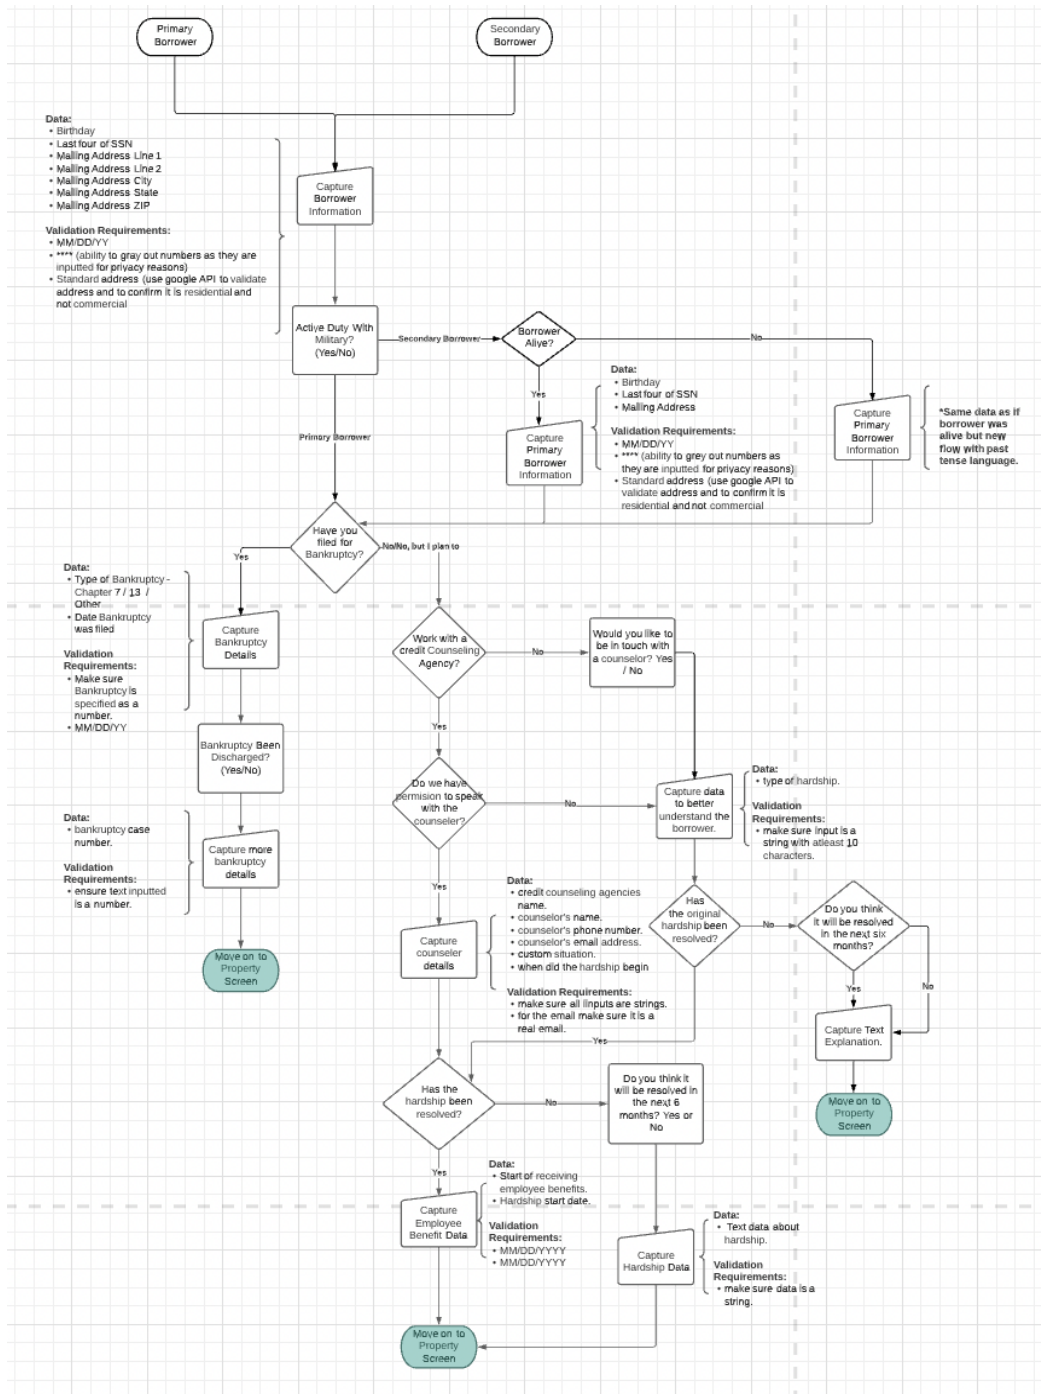 Primary
Borrower
Secondary
Borrower
Data:
• Birthday
• Last four of SSN
• Mailing Address Line 1
• Mailing Address Line 2
• Mailing Address City
• Mailing Address State
• Mailing Address ZIP
Validation Requirements:
• MM/DD/YY
• **** (ability to gray out numbers as they are
inputted for privacy reasons)
• Standard address (use google API to validate
address and to confirm it is residential and
not commercial
Capture
Borrower
Information
Active Duty With
Military?
(Yes/No)
Secondary Borrower
Borrower
Alive?
No
Yes
Primary Borrower
Data:
• Birthday
• Last four of SSN
• Mailing Address
Validation Requirements:
• MM/DD/YY
• **** (ability to grey out numbers as
they are inputted for privacy reasons)
• Standard address (use google API to
validate address and to confirm it is
residential and not commercial
Capture
Primary
Borrower
Information
Capture
Primary
Borrower
Information
*Same data as if
borrower was
alive but new
flow with past
tense language.
Have you
filed for
Bankruptcy?
Yes
No/No, but I plan to
Data:
• Type of Bankruptcy -
Chapter 7 / 13 /
Other
• Date Bankruptcy
was filed
Validation
Requirements:
• Make sure
Bankruptcy is
specified as a
number.
• MM/DD/YY
Capture
Bankruptcy
Details
Work with a
credit Counseling
Agency?
No
Would you like to
be in touch with
a counselor? Yes
/ No
Yes
Bankruptcy Been
Discharged?
(Yes/No)
Do we have
permision to speak
with the
counseler?
No
Capture data
to better
understand the
borrower.
Data:
• type of hardship.
Validation
Requirements:
• make sure input is a
string with atleast 10
characters.
Data:
• bankruptcy case
number.
Validation
Requirements:
• ensure text inputted
is a number.
Capture more
bankruptcy
details
Yes
Data:
• credit counseling agencies
name.
• counselor's name.
• counselor's phone number.
• counselor's email address.
• custom situation.
• when did the hardship begin
Validation Requirements:
• make sure all iinputs are strings.
• for the email make sure it is a
real email.
Has
the original
hardship been
resolved?
No
Do you think
it will be resolved
in the next six
months?
Capture
counseler
details
Move on to
Property
Screen
Yes
No
Capture Text
Explanation.
Yes
Has the
hardship been
resolved?
No
Do you think it
will be resolved in
the next 6
months? Yes or
No
Move on to
Property
Screen
Yes
Data:
• Start of receiving
employee benefits.
• Hardship start date.
Validation
Requirements:
• MM/DD/YYYY
• MM/DD/YYYY
Capture
Employee
Benefit Data
Capture
Hardship Data
Data:
• Text data about
hardship.
Validation
Requirements:
• make sure data is a
string.
Move on to
Property
Screen